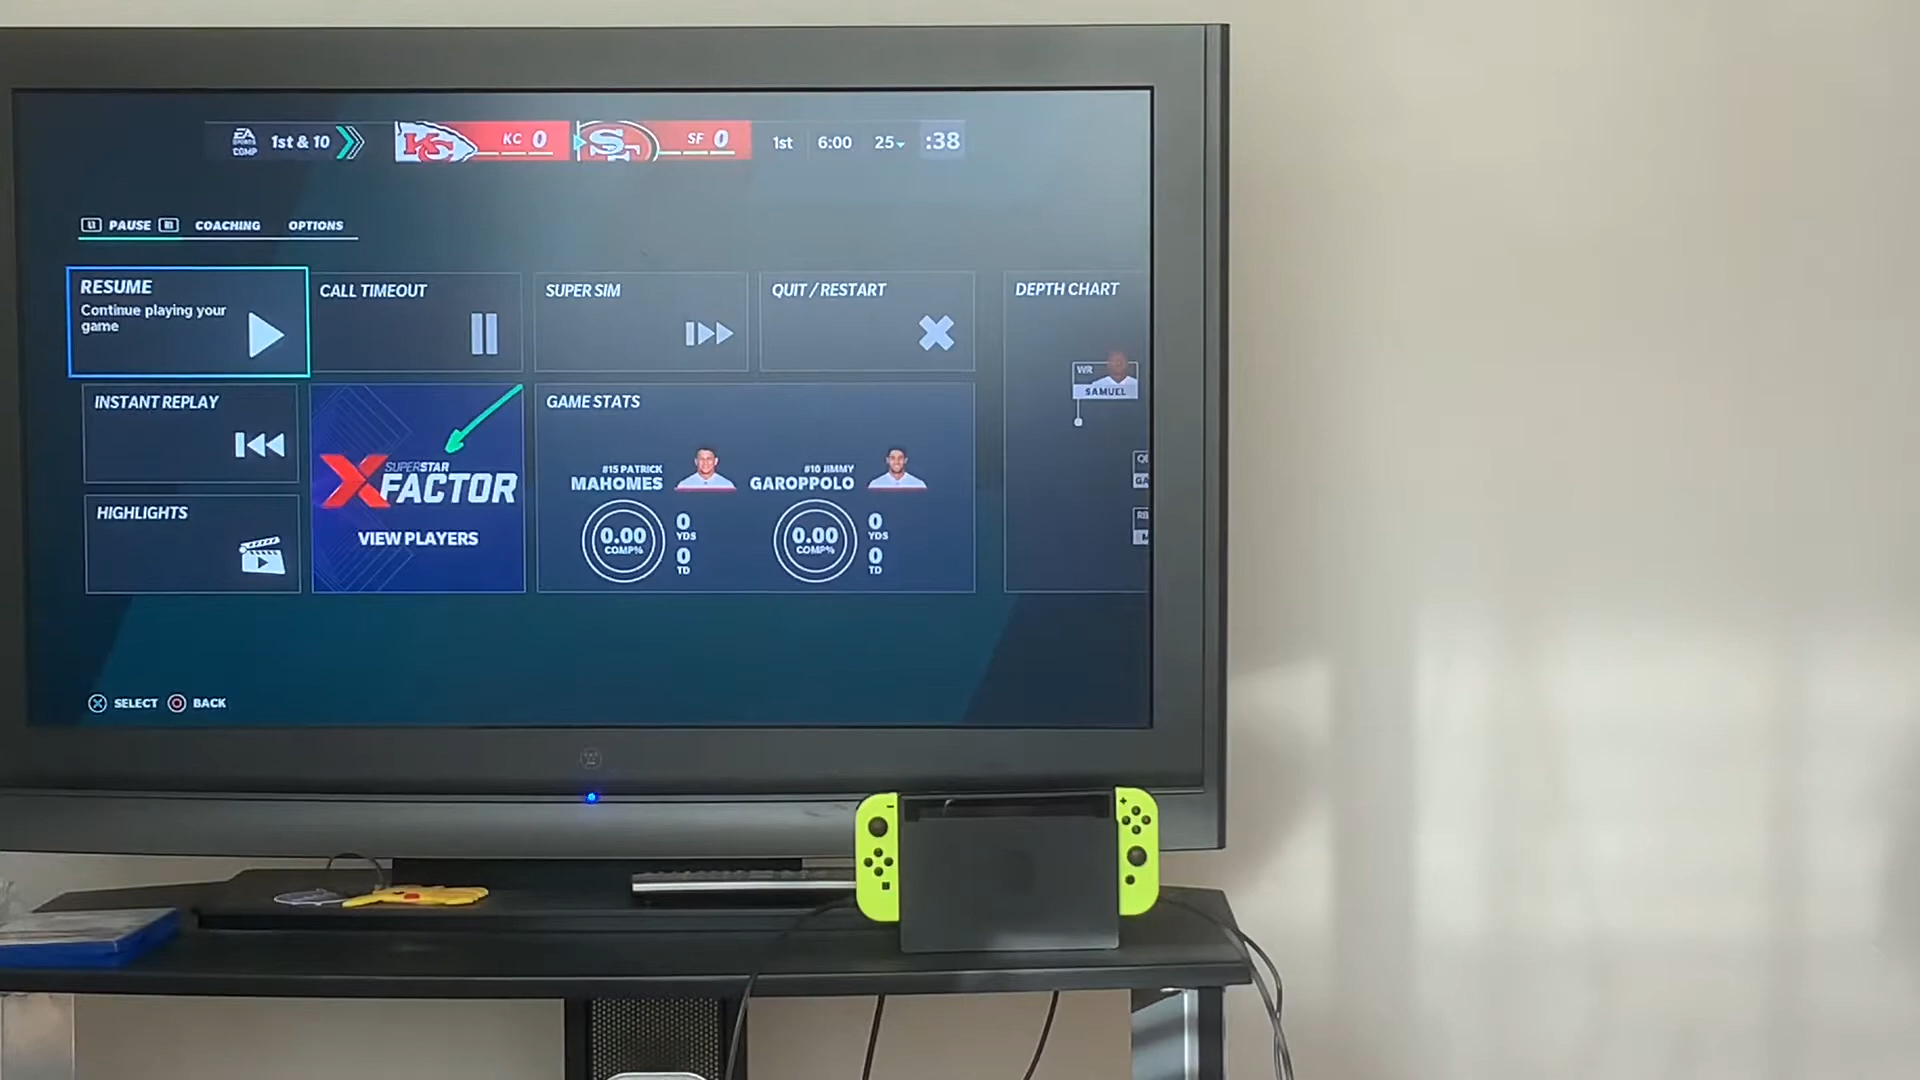 EA SPORTS COMP 1st & 10 KC 0 SF 0 1st 6:00 25 :38
PAUSE COACHING OPTIONS
RESUME
Continue playing your
game
CALL TIMEOUT
SUPER SIM
QUIT / RESTART
DEPTH CHART
WR
SAMUEL
INSTANT REPLAY
SUPERSTAR
X FACTOR
VIEW PLAYERS
GAME STATS
#15 PATRICK
MAHOMES
0.00
COMP%
0
YDS
0
TD
#10 JIMMY
GAROPPOLO
0.00
COMP%
0
YDS
0
TD
HIGHLIGHTS
SELECT BACK